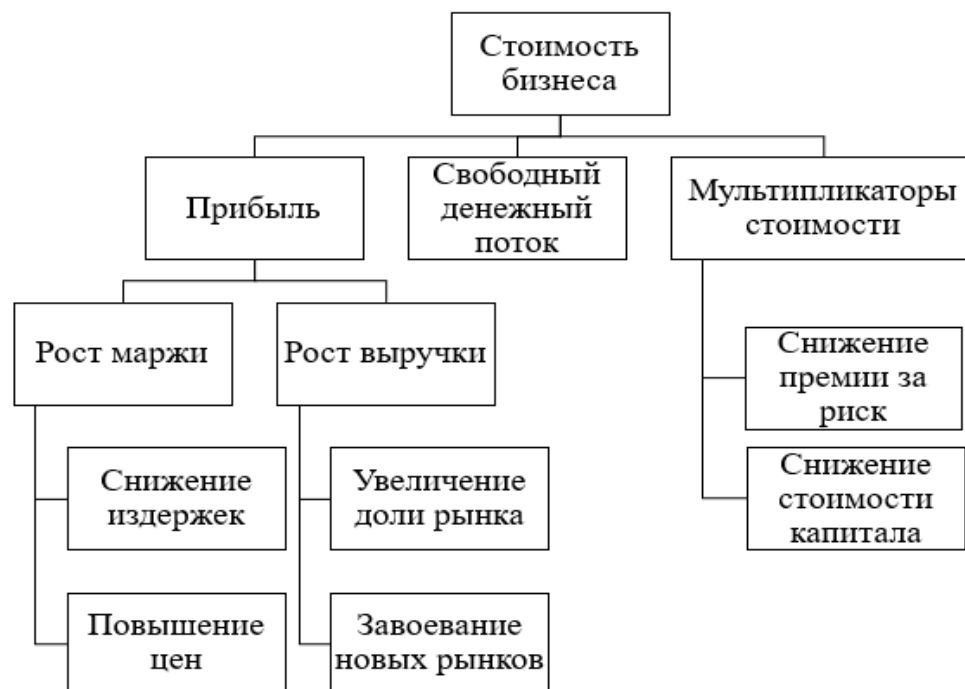 Стоимость
бизнеса
Прибыль
Свободный
денежный
поток
Мультипликаторы
стоимости
Рост маржи
Рост выручки
Снижение
премии за
риск
Снижение
издержек
Увеличение
доли рынка
Снижение
стоимости
капитала
Повышение
цен
Завоевание
новых рынков